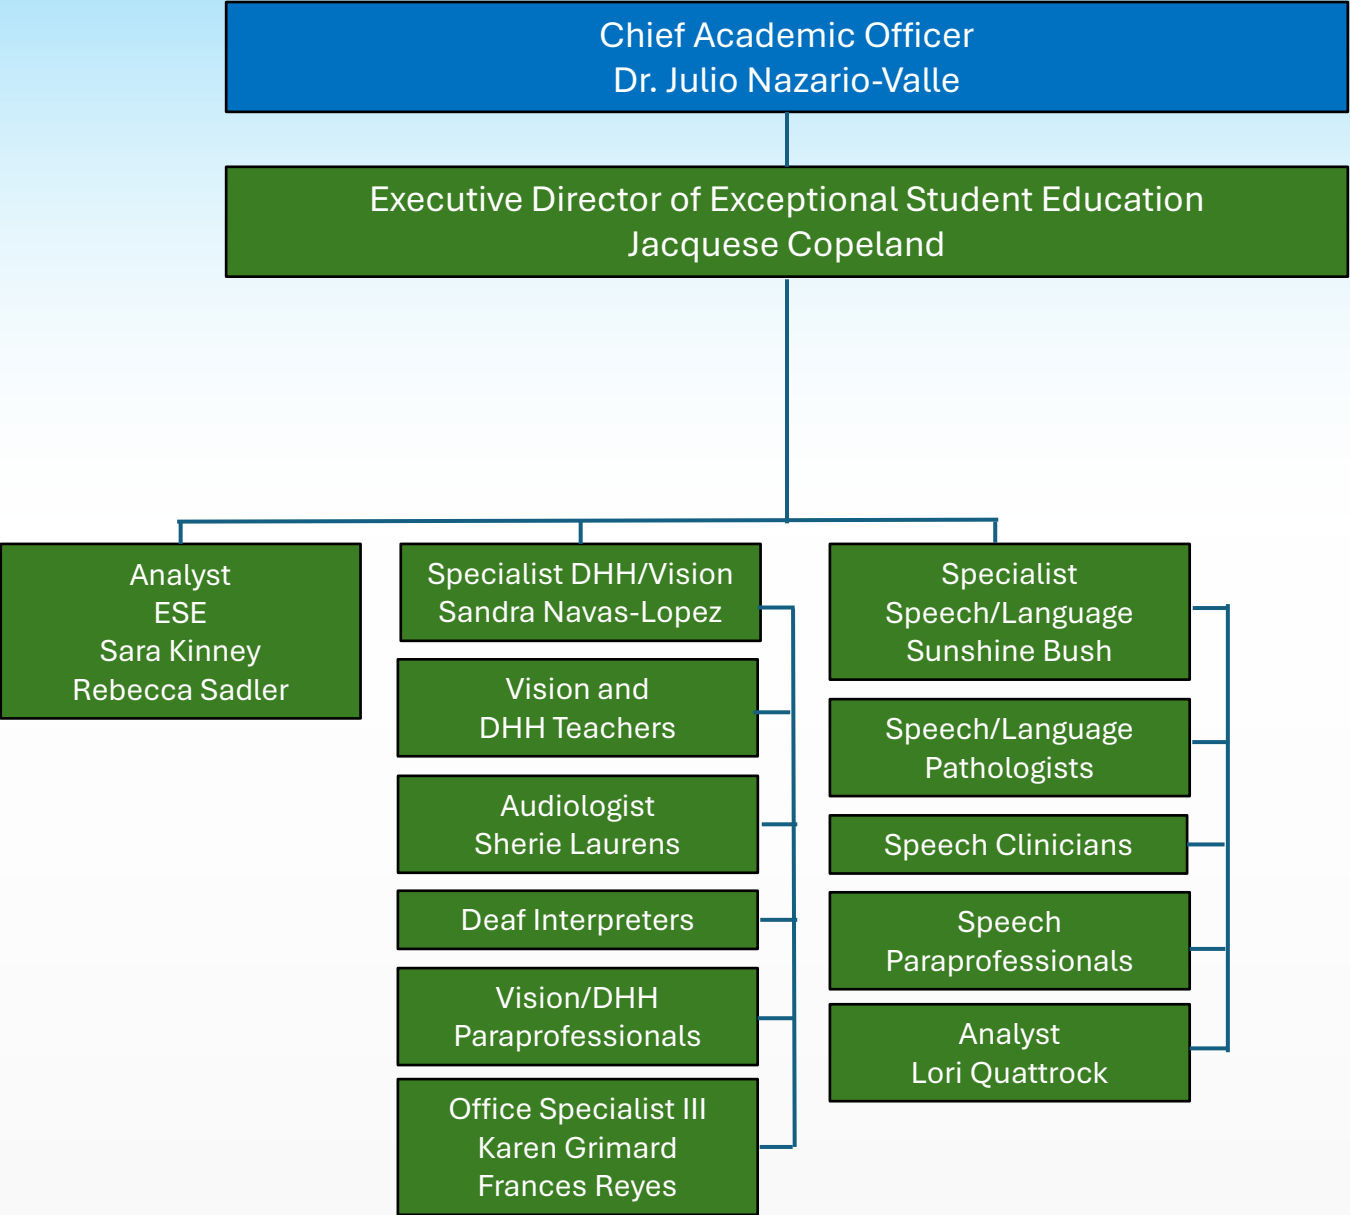 Chief Academic Officer
Dr. Julio Nazario-Valle
Executive Director of Exceptional Student Education
Jacquese Copeland
Analyst
ESE
Sara Kinney
Rebecca Sadler
Specialist DHH/Vision
Sandra Navas-Lopez
Vision and
DHH Teachers
Audiologist
Sherie Laurens
Deaf Interpreters
Vision/DHH
Paraprofessionals
Office Specialist III
Karen Grimard
Frances Reyes
Specialist
Speech/Language
Sunshine Bush
Speech/Language
Pathologists
Speech Clinicians
Speech
Paraprofessionals
Analyst
Lori Quattrock